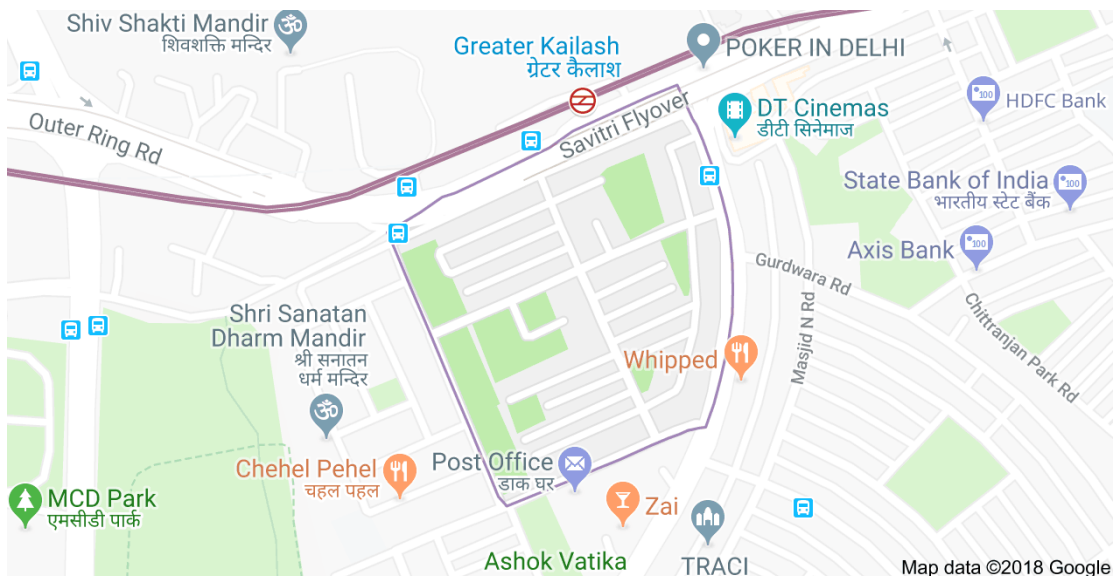 Shiv Shakti Mandir
शिवशक्ति मन्दिर
Greater Kailash
ग्रेटर कैलाश
POKER IN DELHI
Outer Ring Rd
Savitri Flyover
DT Cinemas
डीटी सिनेमाज
100
HDFC Bank
State Bank of India
भारतीय स्टेट बैंक
100
Axis Bank
100
Gurdwara Rd
Masjid N Rd
Chittranjan Park Rd
Shri Sanatan
Dharm Mandir
श्री सनातन
धर्म मन्दिर
Whipped
Chehel Pehel
चहल पहल
Post Office
डाक घर
MCD Park
एमसीडी पार्क
Zai
Ashok Vatika
TRACI
Map data ©2018 Google